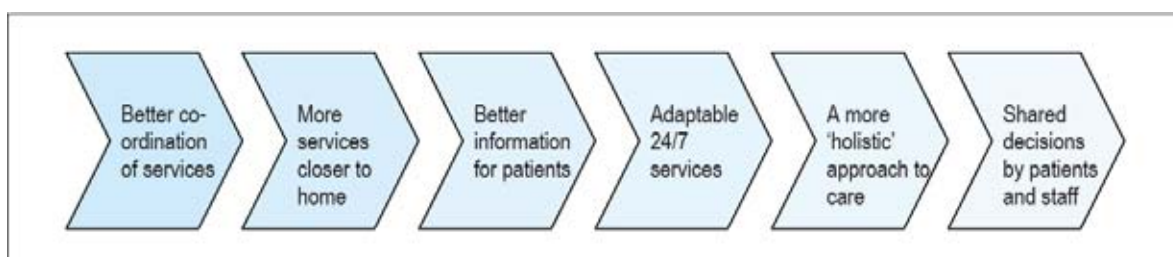 Better co-
ordination
of services
More
services
closer to
home
Better
information
for patients
Adaptable
24/7
services
A more
'holistic'
approach to
care
Shared
decisions
by patients
and staff